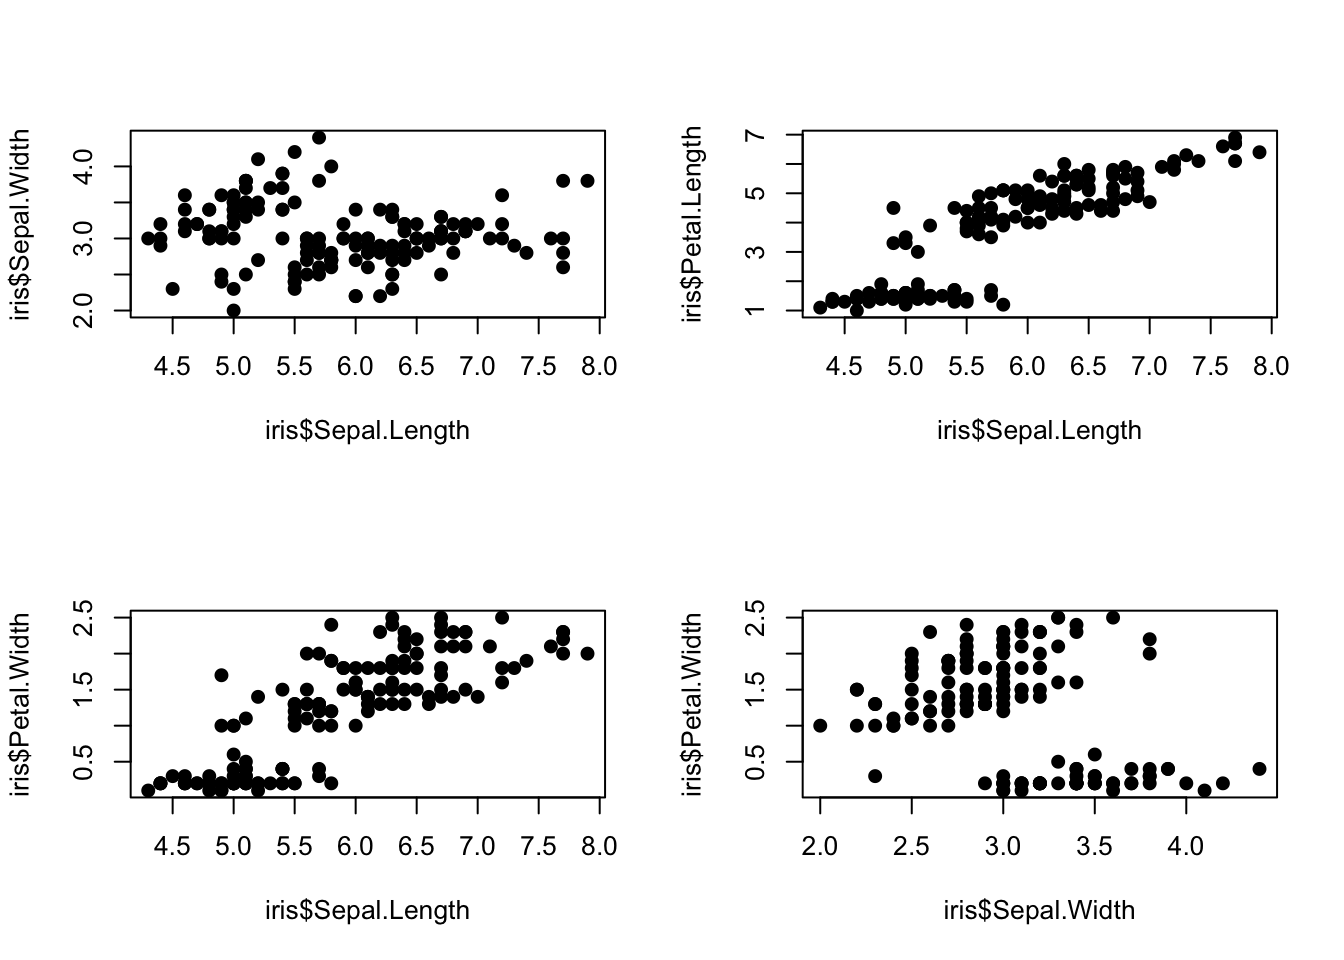 iris$Sepal.Width
4.0
3.0
2.0
4.5 5.0 5.5 6.0 6.5 7.0 7.5 8.0
iris$Sepal.Length
iris$Petal.Length
7
5
3
1
4.5 5.0 5.5 6.0 6.5 7.0 7.5 8.0
iris$Sepal.Length
iris$Petal.Width
2.5
1.5
0.5
4.5 5.0 5.5 6.0 6.5 7.0 7.5 8.0
iris$Sepal.Length
iris$Petal.Width
2.5
1.5
0.5
2.0 2.5 3.0 3.5 4.0
iris$Sepal.Width